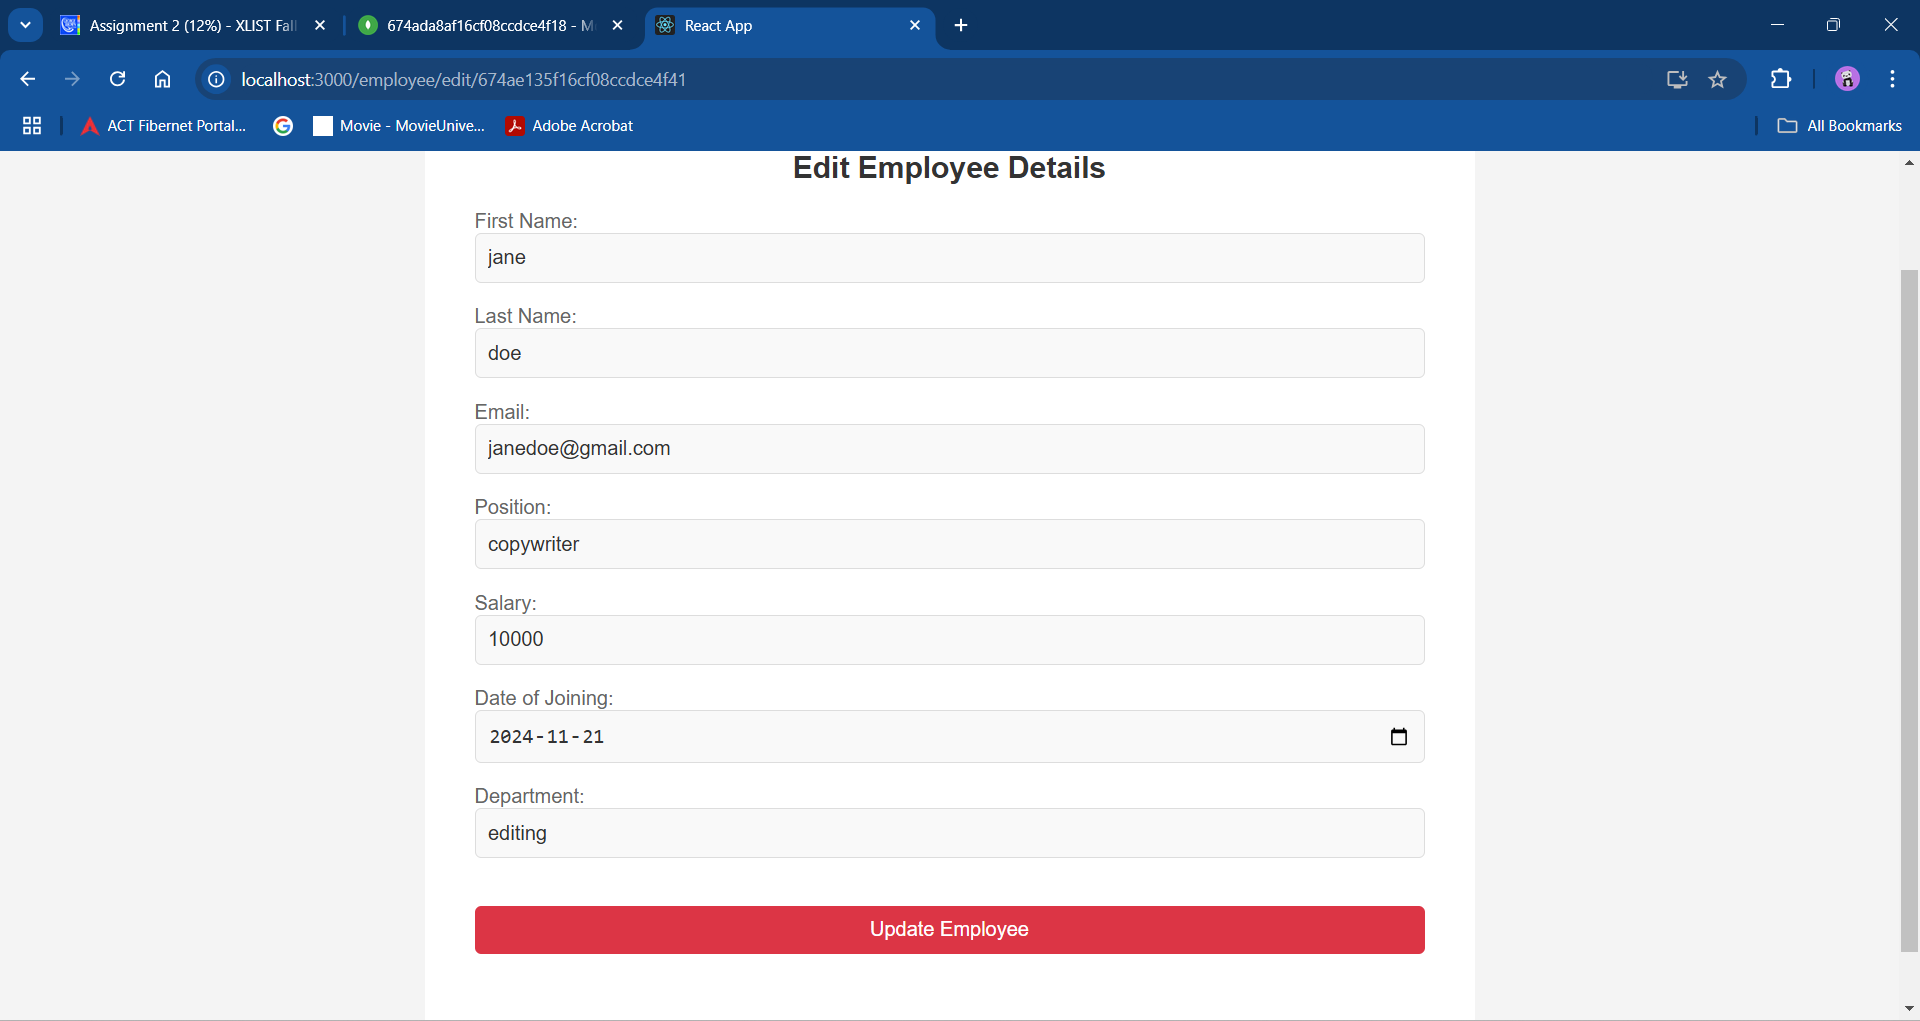 Assignment 2 (12%) - XLIST Fall
674ada8af16cf08ccdce4f18 - M
React App
localhost:3000/employee/edit/674ae135f16cf08ccdce4f41
ACT Fibernet Portal...
Movie - MovieUnive...
Adobe Acrobat
All Bookmarks
Edit Employee Details
First Name:
jane
Last Name:
doe
Email:
janedoe@gmail.com
Position:
copywriter
Salary:
10000
Date of Joining:
2024-11-21
Department:
editing
Update Employee